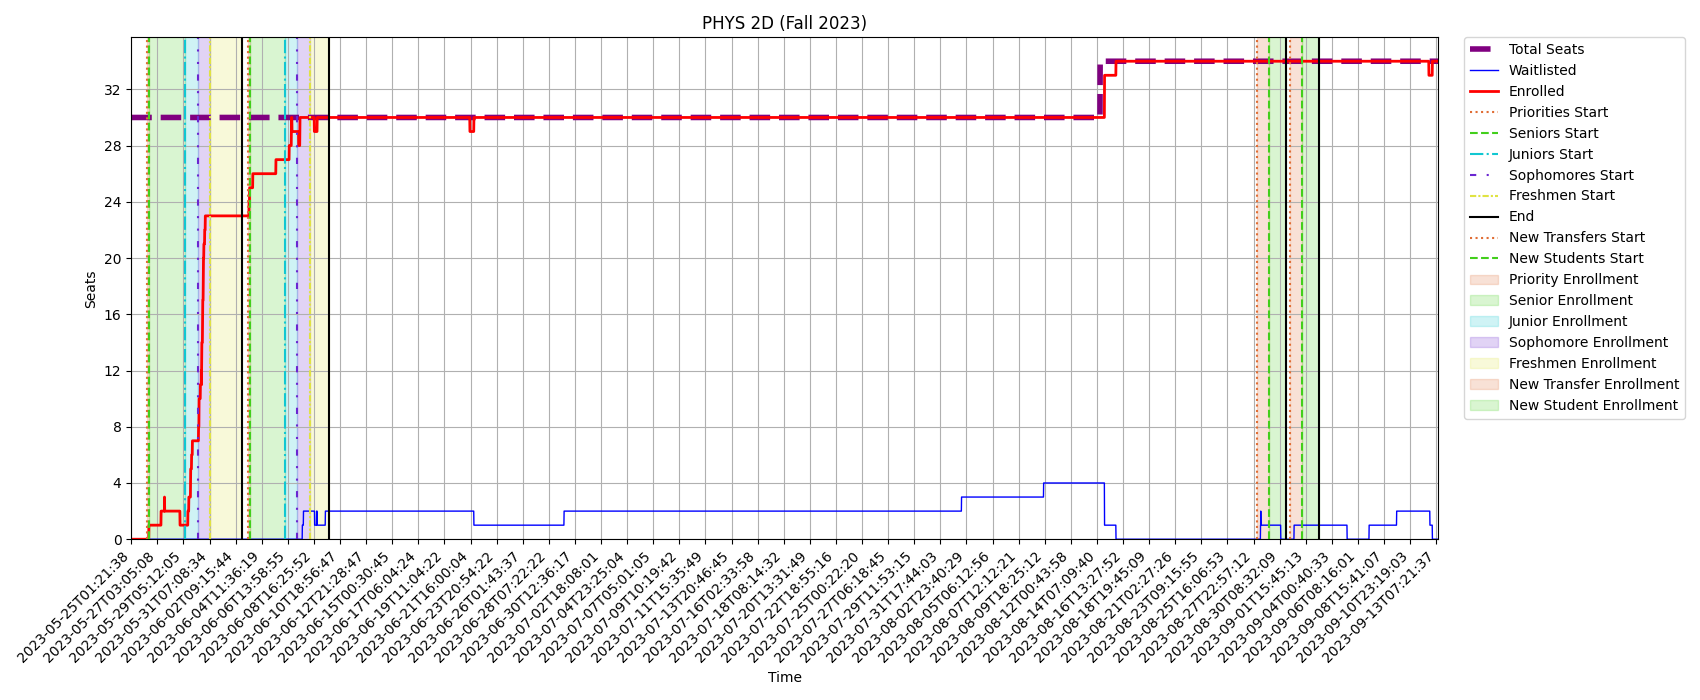 PHYS 2D (Fall 2023)
Seats
32
28
24
20
16
12
8
4
0
2023-05-25T01:21:38
2023-05-27T03:05:08
2023-05-29T05:12:05
2023-05-31T07:08:34
2023-06-02T09:15:44
2023-06-04T11:36:19
2023-06-06T13:58:55
2023-06-08T16:25:52
2023-06-10T18:56:47
2023-06-12T21:28:47
2023-06-15T00:30:45
2023-06-17T06:04:24
2023-06-19T11:04:22
2023-06-21T16:00:04
2023-06-23T20:54:22
2023-06-26T01:43:37
2023-06-28T07:22:22
2023-06-30T12:36:17
2023-07-02T18:08:01
2023-07-04T23:25:04
2023-07-07T05:01:05
2023-07-09T10:19:42
2023-07-11T15:35:49
2023-07-13T20:46:45
2023-07-16T02:33:58
2023-07-18T08:14:32
2023-07-20T13:31:49
2023-07-22T18:55:16
2023-07-25T00:22:20
2023-07-27T06:18:45
2023-07-29T11:53:15
2023-07-31T17:44:03
2023-08-02T23:40:29
2023-08-05T06:12:56
2023-08-07T12:12:21
2023-08-09T18:25:12
2023-08-12T00:43:58
2023-08-14T07:09:40
2023-08-16T13:27:52
2023-08-18T19:45:09
2023-08-21T02:27:26
2023-08-23T09:15:55
2023-08-25T16:06:53
2023-08-27T22:57:12
2023-08-30T08:32:09
2023-09-01T15:45:13
2023-09-04T00:40:33
2023-09-06T08:16:01
2023-09-08T15:41:07
2023-09-10T23:19:03
2023-09-13T07:21:37
Time
Total Seats
Waitlisted
Enrolled
Priorities Start
Seniors Start
Juniors Start
Sophomores Start
Freshmen Start
End
New Transfers Start
New Students Start
Priority Enrollment
Senior Enrollment
Junior Enrollment
Sophomore Enrollment
Freshmen Enrollment
New Transfer Enrollment
New Student Enrollment